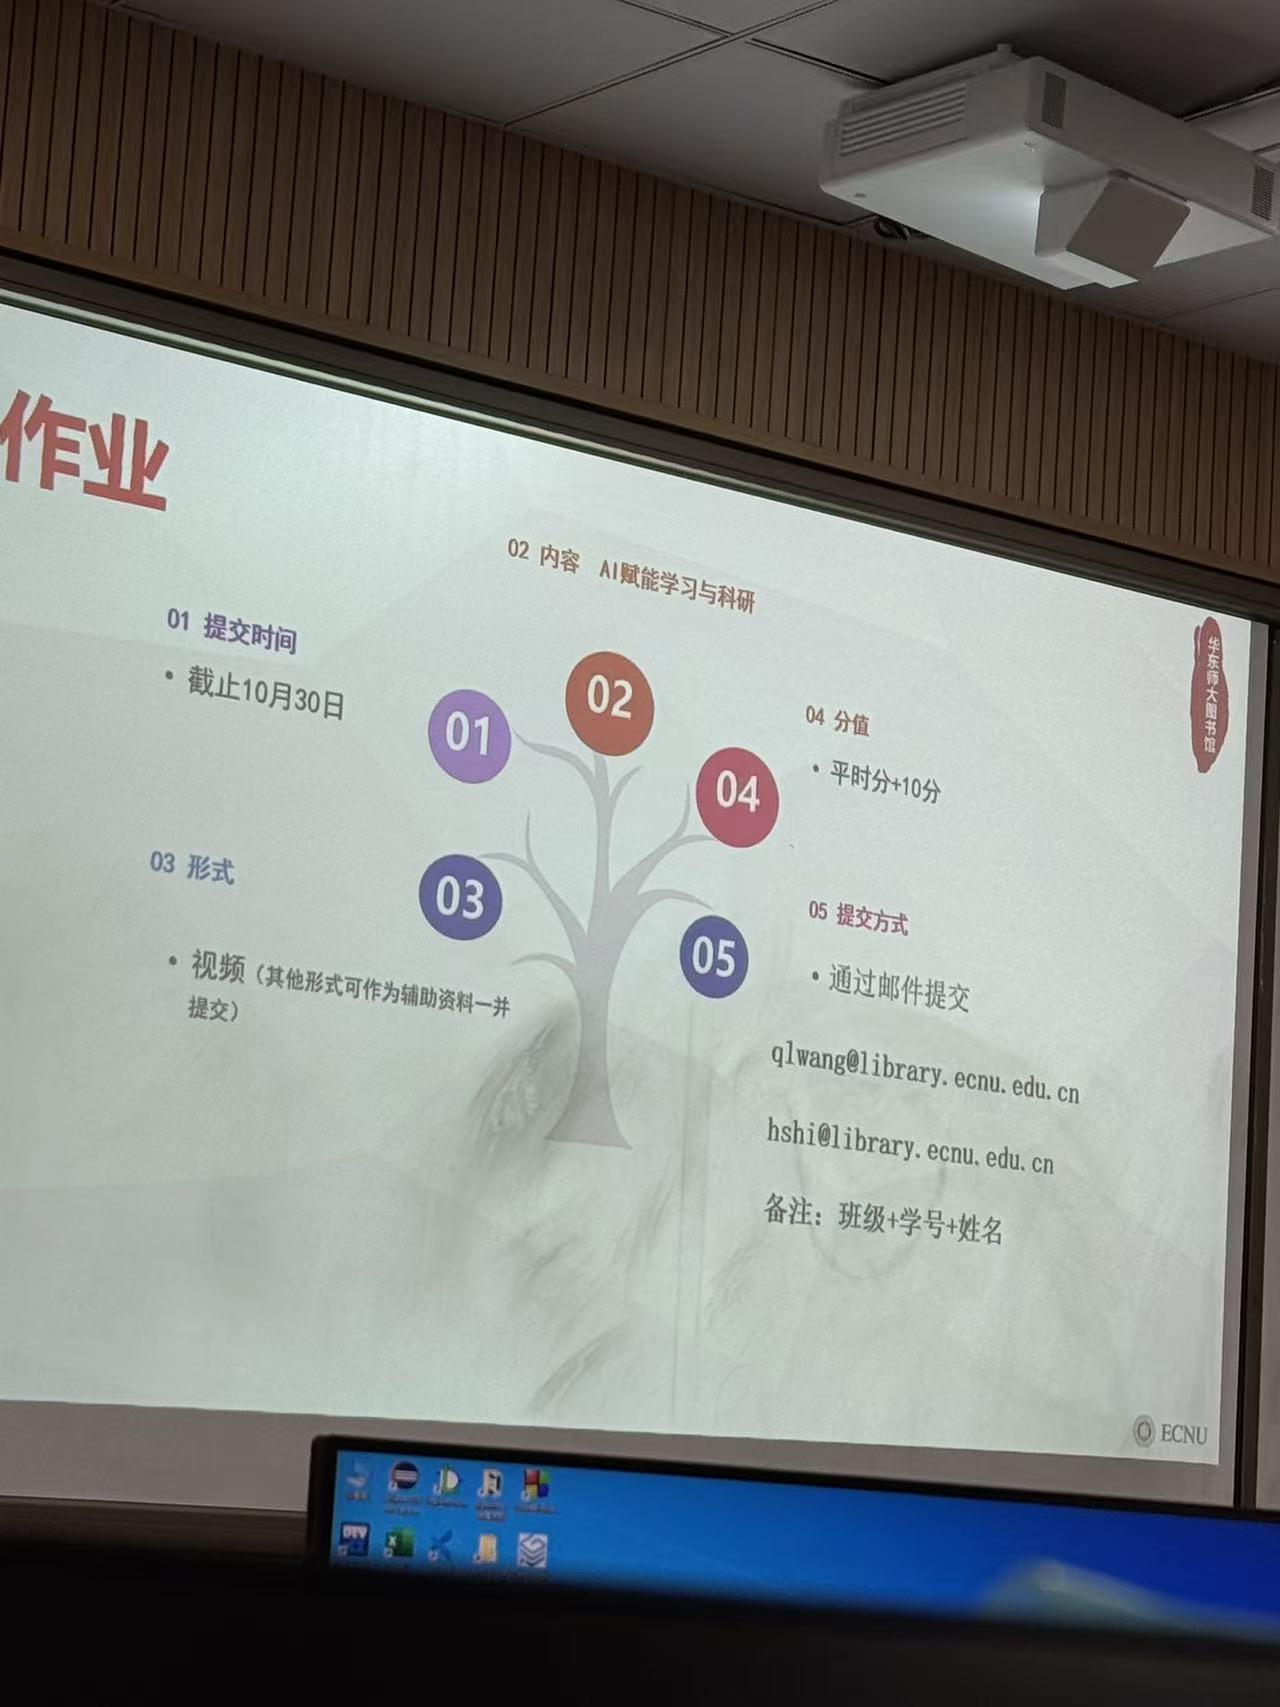 作业
02 内容 AI赋能学习与科研
01 提交时间
• 截止10月30日
01
02
04
03
05
04 分值
• 平时分+10分
03 形式
• 视频（其他形式可作为辅助资料一并
提交）
05 提交方式
• 通过邮件提交
qlwang@library.ecnu.edu.cn
hshi@library.ecnu.edu.cn
备注：班级+学号+姓名
华东师大图书馆
ECNU
DEV